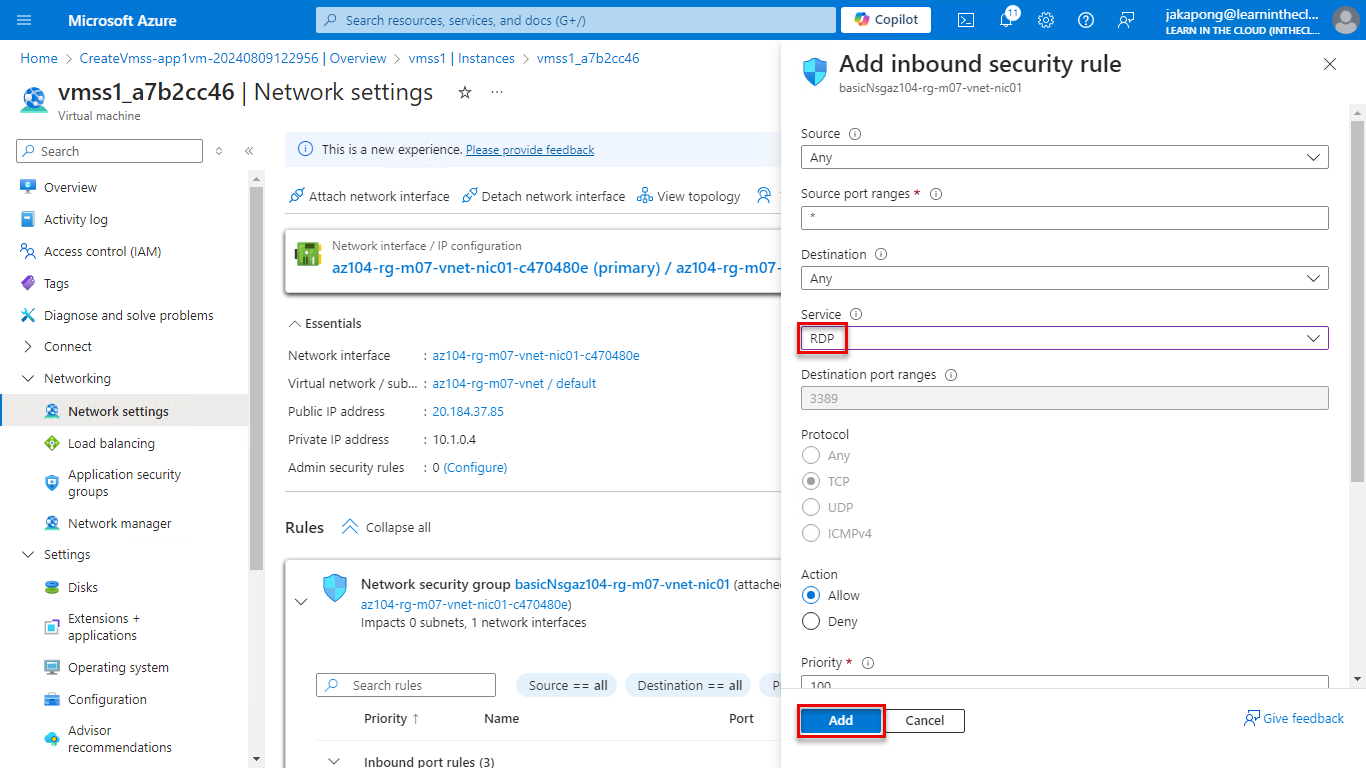 Microsoft Azure
Search resources, services, and docs (G+/)
Copilot
11
jakapong@learninthecl...
LEARN IN THE CLOUD (INTHECL...
Home > CreateVmss-app1vm-20240809122956 | Overview > vmss1 | Instances > vmss1_a7b2cc46
vmss1_a7b2cc46 | Network settings
Virtual machine
Search
Overview
Activity log
Access control (IAM)
Tags
Diagnose and solve problems
Connect
Networking
Network settings
Load balancing
Application security
groups
Network manager
Settings
Disks
Extensions +
applications
Operating system
Configuration
Advisor
recommendations
This is a new experience. Please provide feedback
Attach network interface
Detach network interface
View topology
Network interface / IP configuration
az104-rg-m07-vnet-nic01-c470480e (primary) / az104-rg-m07-
Essentials
Network interface : az104-rg-m07-vnet-nic01-c470480e
Virtual network / sub... : az104-rg-m07-vnet / default
Public IP address : 20.184.37.85
Private IP address : 10.1.0.4
Admin security rules : 0 (Configure)
Rules
Collapse all
Network security group basicNsgaz104-rg-m07-vnet-nic01 (attached
az104-rg-m07-vnet-nic01-c470480e)
Impacts 0 subnets, 1 network interfaces
Search rules
Source == all
Destination == all
P
Priority ↑
Name
Port
Inbound port rules (3)
Add inbound security rule
basicNsgaz104-rg-m07-vnet-nic01
Source
Any
Source port ranges *
*
Destination
Any
Service
RDP
Destination port ranges
3389
Protocol
Any
TCP
UDP
ICMPv4
Action
Allow
Deny
Priority *
100
Add
Cancel
Give feedback